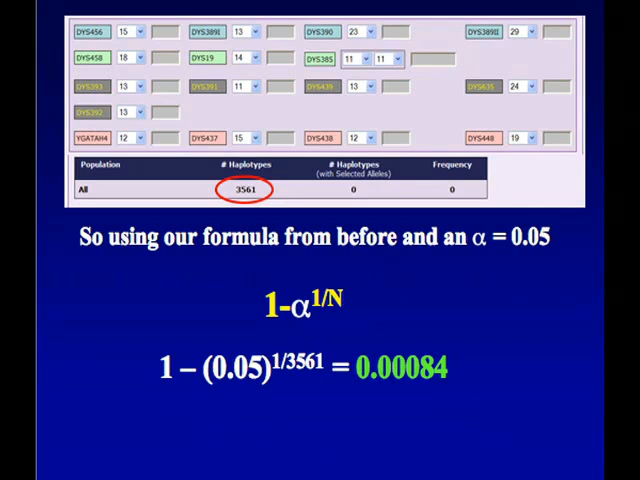 DYS456 15 DYS389I 13 DYS390 23 DYS389II 29
DYS458 18 DYS19 14 DYS385 11 11
DYS393 13 DYS391 11 DYS439 13 DYS635 24
DYS392 13
YGATAH4 12 DYS437 15 DYS438 12 DYS448 19
Population # Haplotypes # Haplotypes Frequency
(with Selected Alleles)
All 3561 0 0
So using our formula from before and an α = 0.05
1-α^1/N
1 – (0.05)^1/3561 = 0.00084